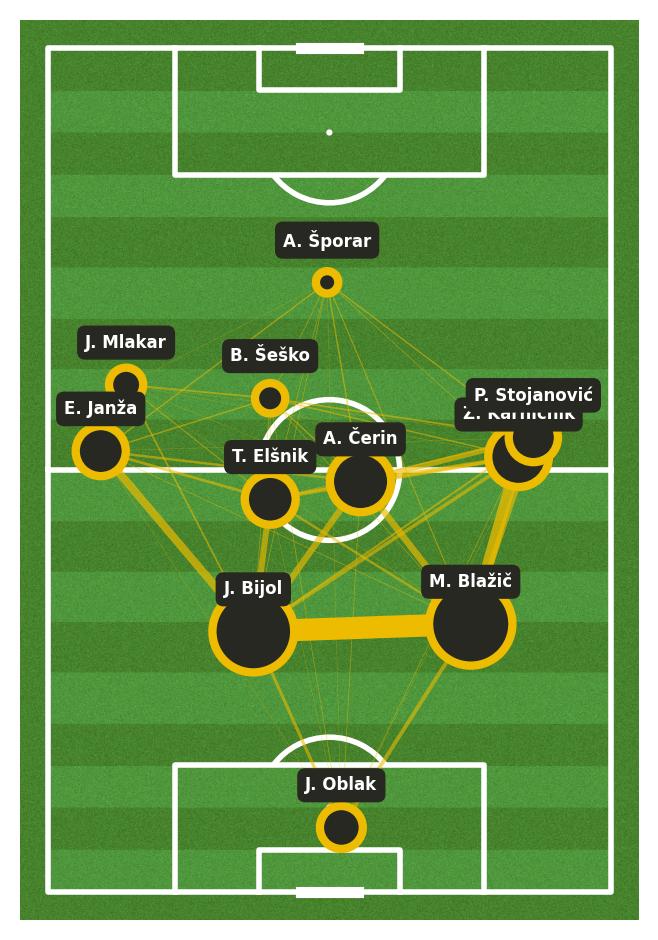 A. Šporar
J. Mlakar
B. Šeško
P. Stojanović
E. Janža
Ž. Karničnik
A. Čerin
T. Elšnik
M. Blažič
J. Bijol
J. Oblak